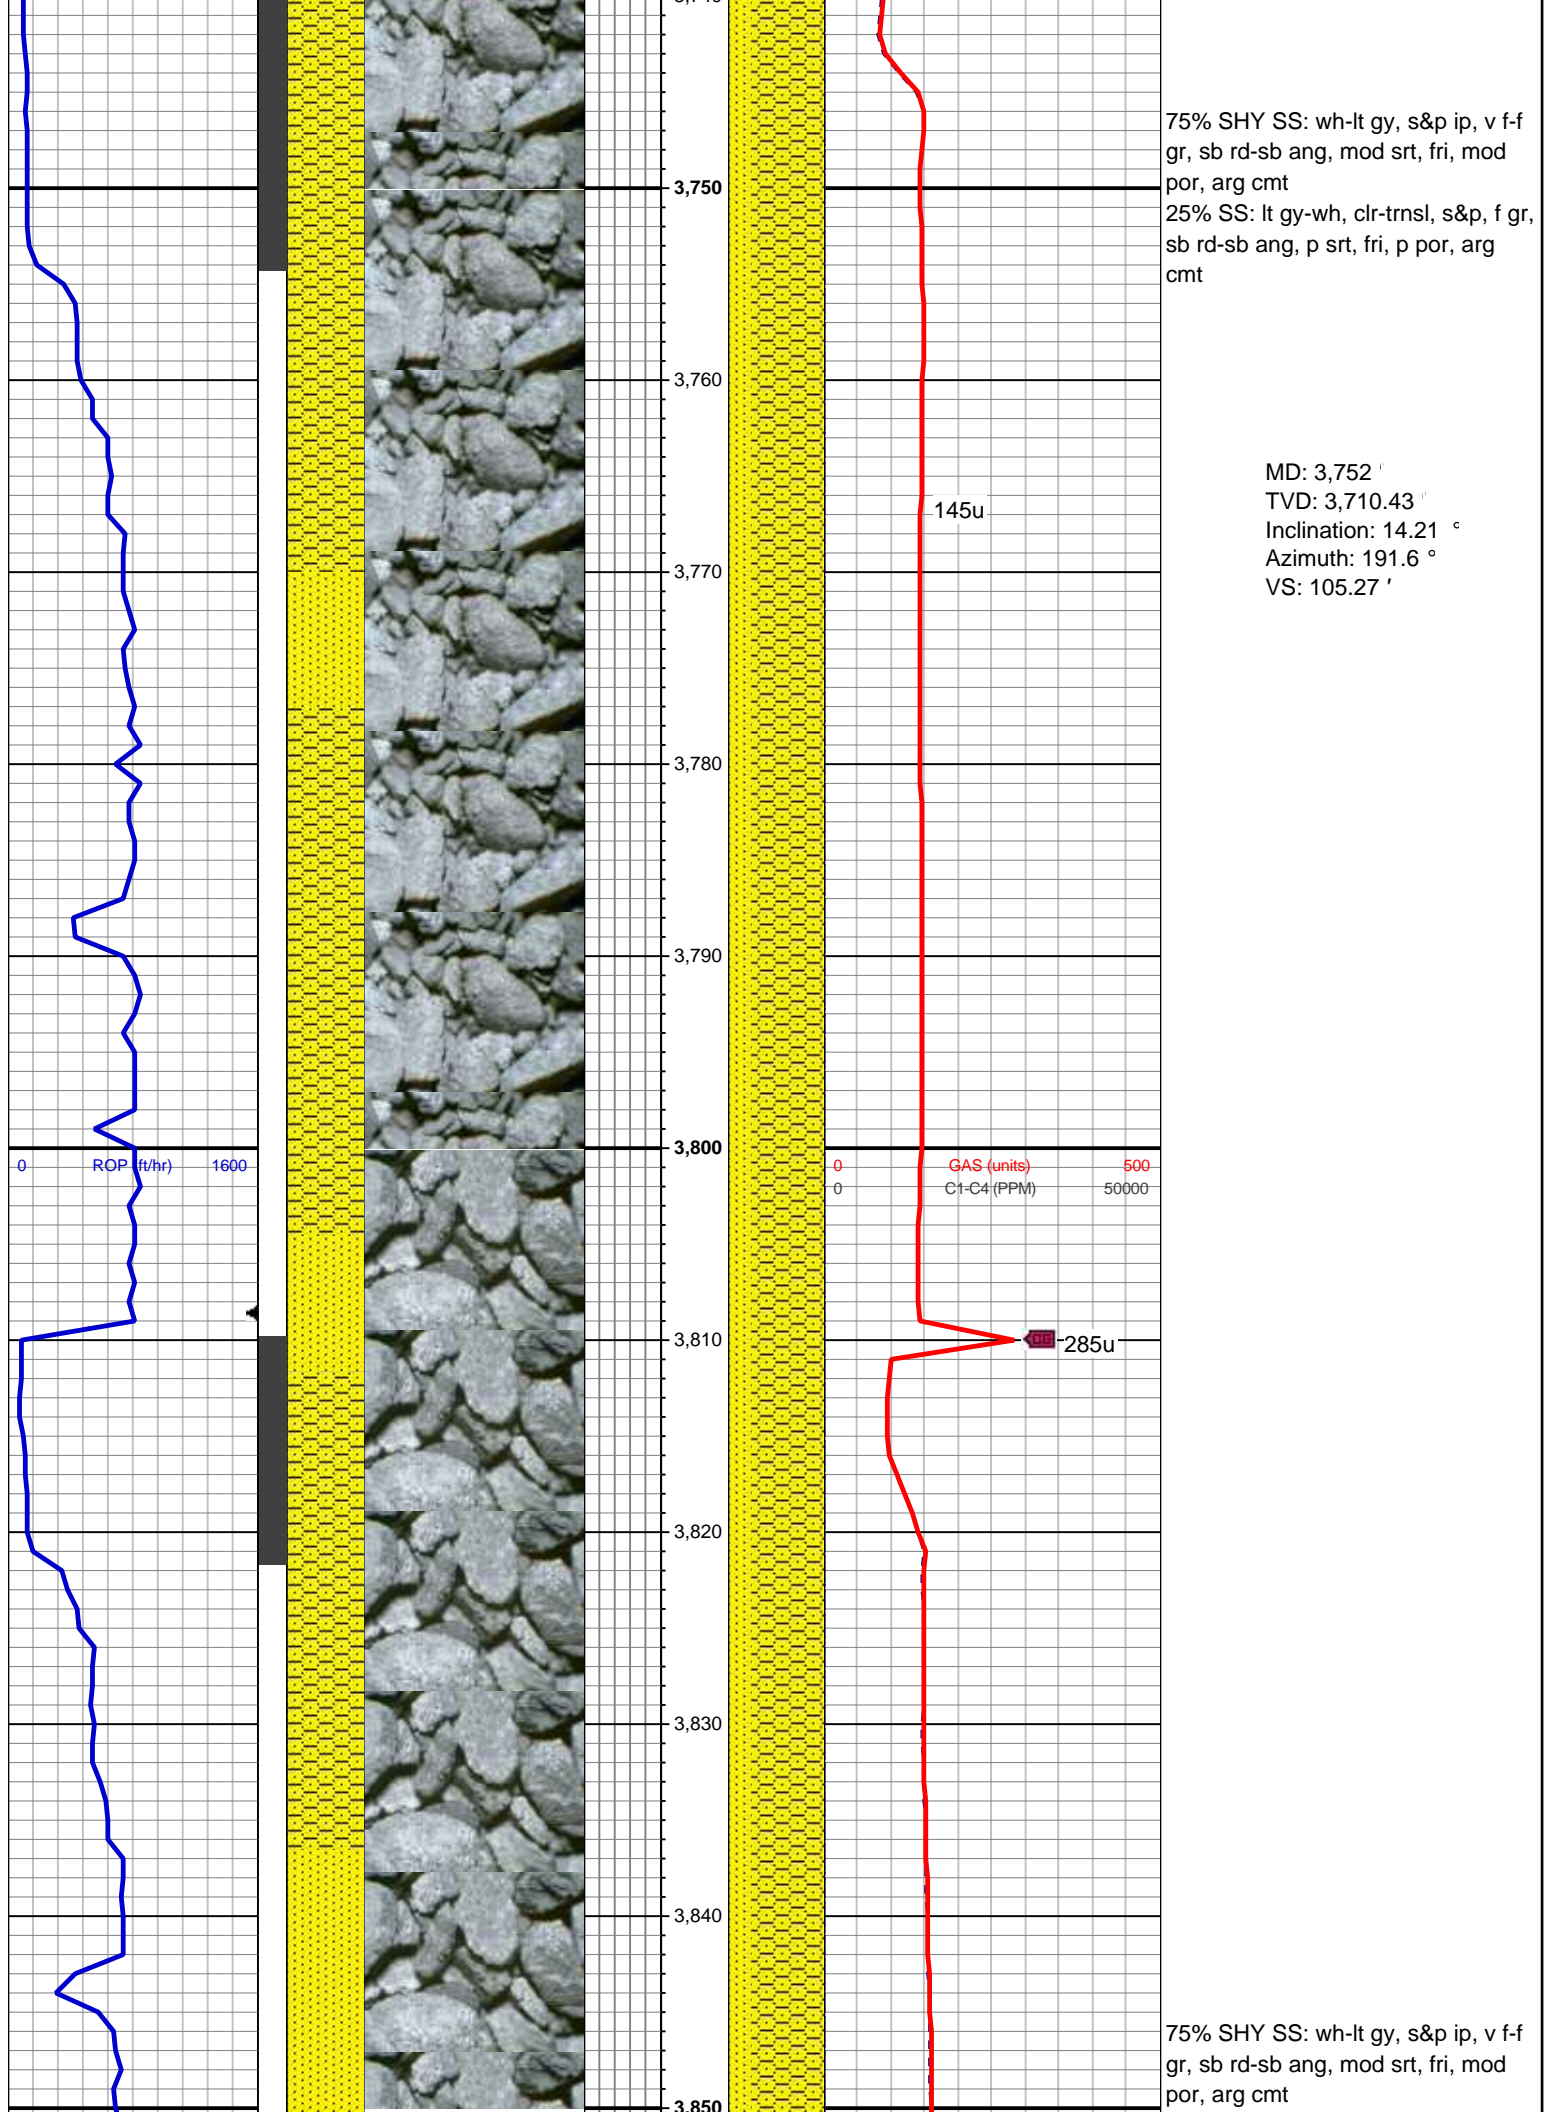 75% SHY SS: wh-lt gy, s&p ip, v f-f
gr, sb rd-sb ang, mod srt, fri, mod
por, arg cmt
3,750
25% SS: lt gy-wh, clr-trnsl, s&p, f gr,
sb rd-sb ang, p srt, fri, p por, arg
cmt
3,760
MD: 3,752 '
TVD: 3,710.43 '
Inclination: 14.21 °
Azimuth: 191.6 °
VS: 105.27 '
145u
3,770
3,780
3,790
3,800
0 ROP (ft/hr) 1600
0 GAS (units) 500
0 C1-C4 (PPM) 50000
3,810
CG
285u
3,820
3,830
3,840
75% SHY SS: wh-lt gy, s&p ip, v f-f
gr, sb rd-sb ang, mod srt, fri, mod
por, arg cmt
3,850